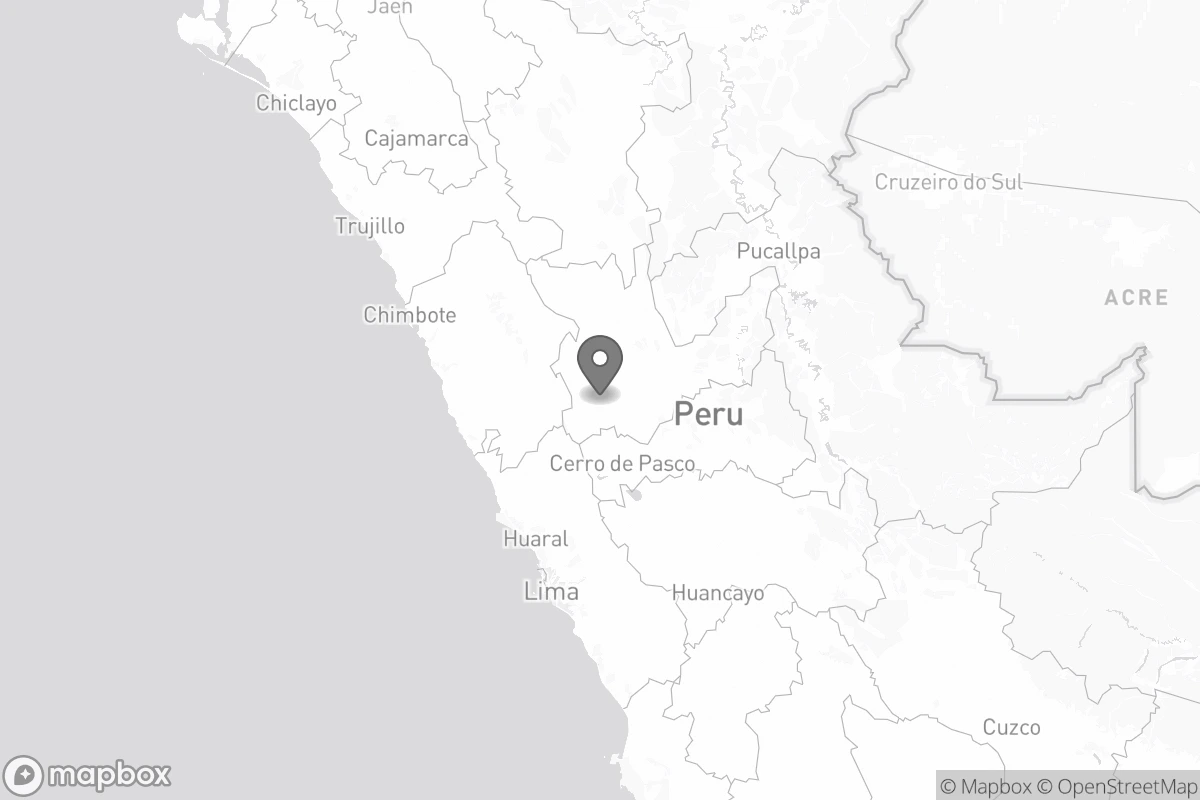 Jaen
Chiclayo
Cajamarca
Cruzeiro do Sul
Trujillo
Pucallpa
ACRE
Chimbote
Peru
Cerro de Pasco
Huaral
Lima
Huancayo
Cuzco
mapbox
© Mapbox © OpenStreetMap